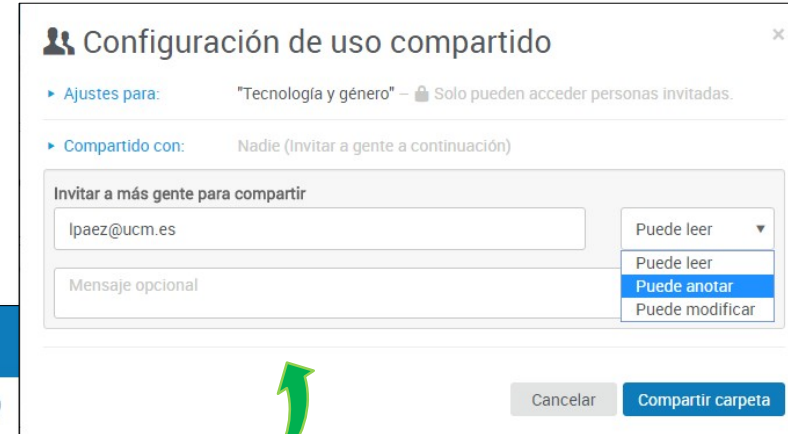 Configuración de uso compartido
×
▸ Ajustes para: "Tecnología y género" – Solo pueden acceder personas invitadas.
▸ Compartido con: Nadie (Invitar a gente a continuación)
Invitar a más gente para compartir
lpaez@ucm.es Puede leer ▼
Puede leer
Mensaje opcional Puede anotar
Puede modificar
Cancelar Compartir carpeta